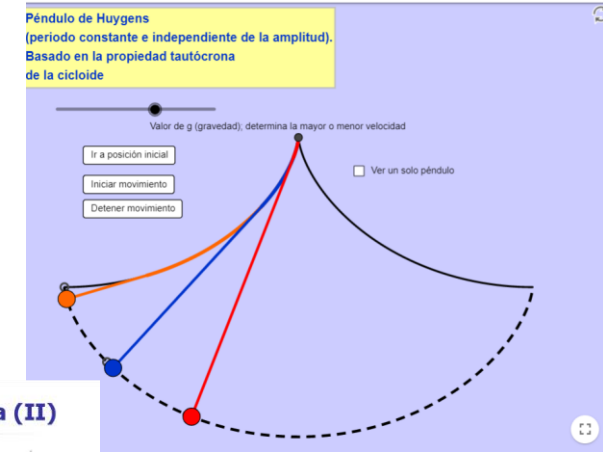 Péndulo de Huygens
(periodo constante e independiente de la amplitud).
Basado en la propiedad tautócrona
de la cicloide
Valor de g (gravedad); determina la mayor o menor velocidad
Ir a posición inicial
Ver un solo péndulo
Iniciar movimiento
Detener movimiento
a (II)